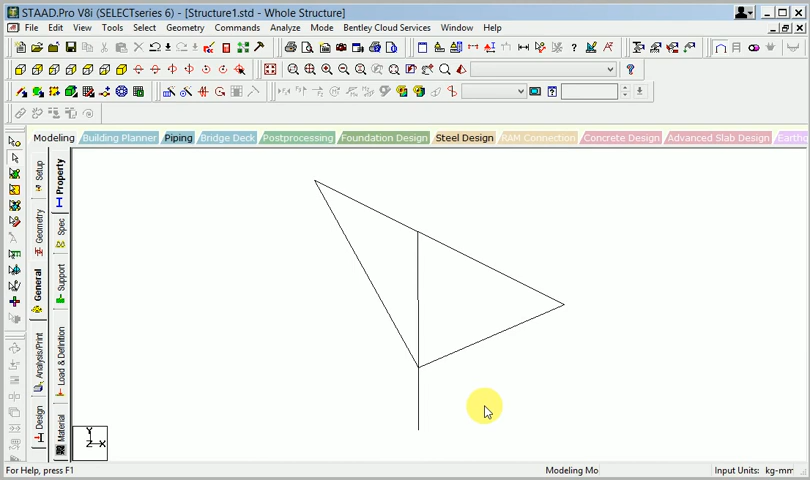 STAAD.Pro V8i (SELECTseries 6) - [Structure1.std - Whole Structure]
File Edit View Tools Select Geometry Commands Analyze Mode Bentley Cloud Services Window Help
Modeling Building Planner Piping Bridge Deck Postprocessing Foundation Design Steel Design RAM Connection Concrete Design Advanced Slab Design Earthq
Setup
Geometry
General
Analysis/Print
Design
Property
Spec
Support
Load & Definition
Material
Y
Z X
For Help, press F1
Modeling Mo
Input Units: kg-mm